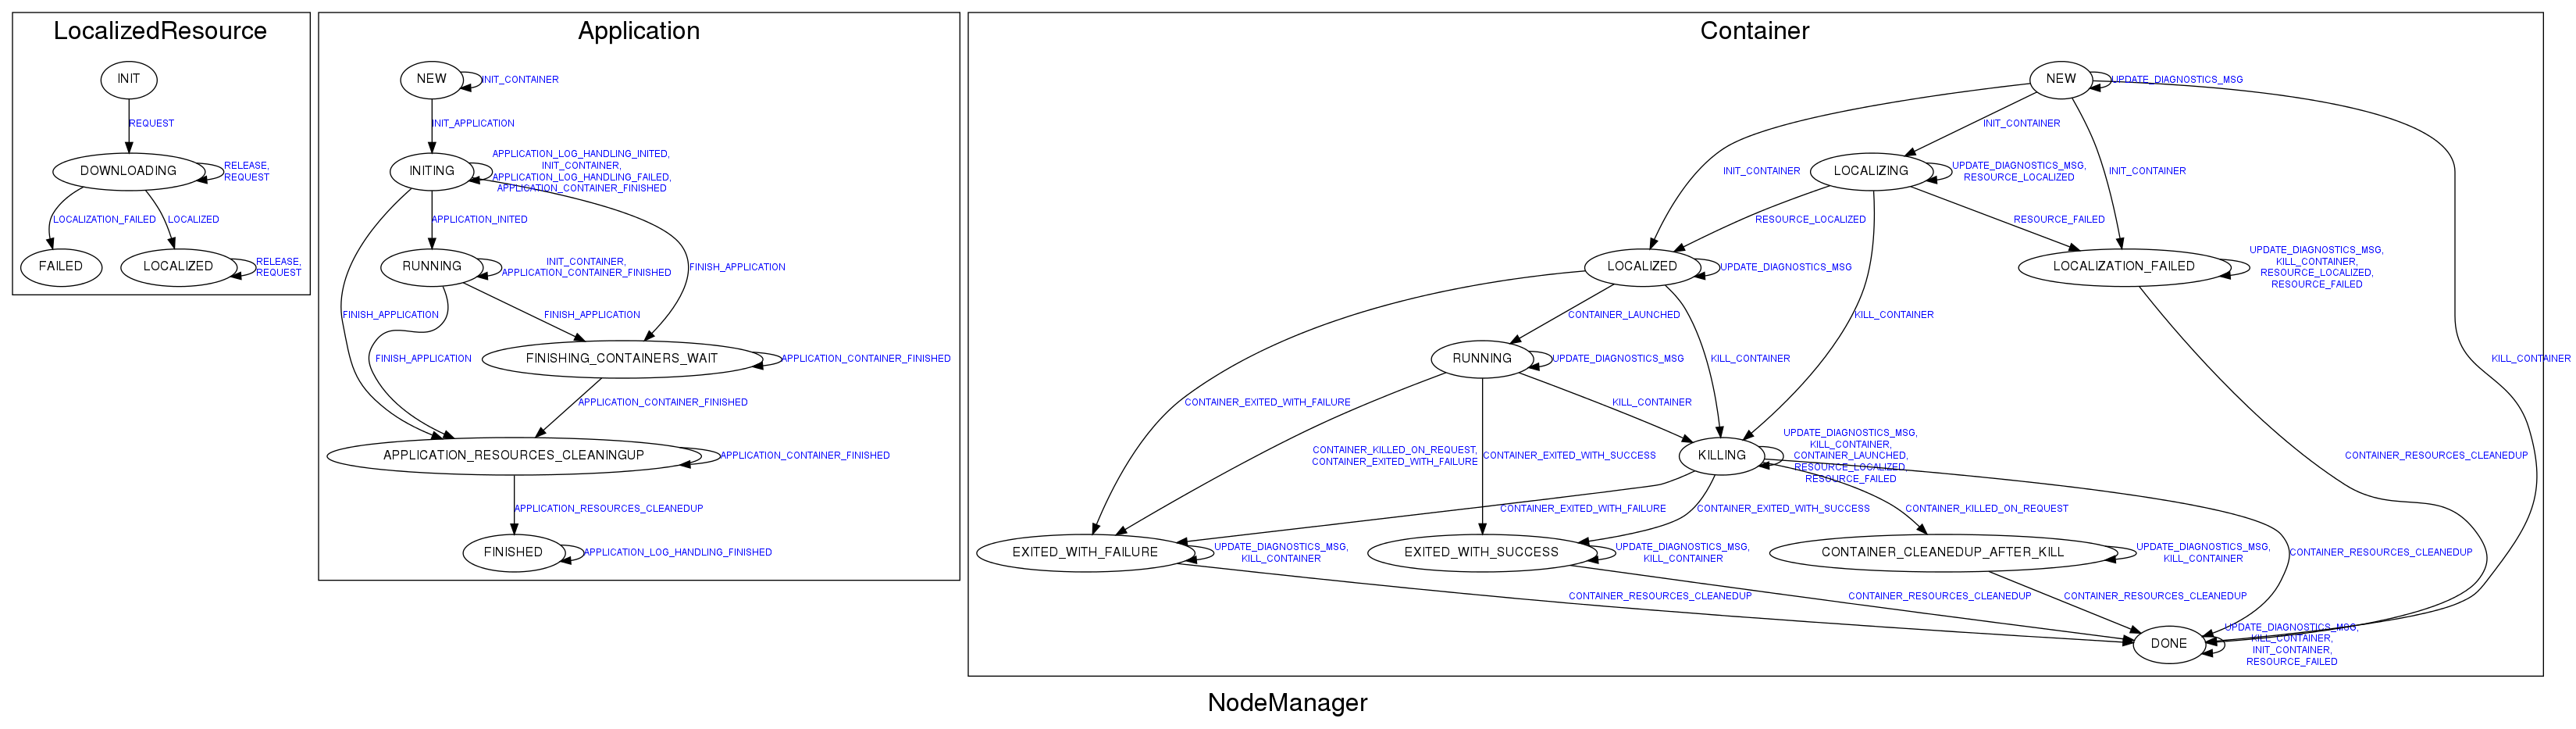 LocalizedResource
INIT
REQUEST
DOWNLOADING
RELEASE,
REQUEST
LOCALIZATION_FAILED
LOCALIZED
FAILED
LOCALIZED
RELEASE,
REQUEST
Application
NEW
INIT_CONTAINER
INIT_APPLICATION
INITING
APPLICATION_LOG_HANDLING_INITED,
INIT_CONTAINER,
APPLICATION_LOG_HANDLING_FAILED,
APPLICATION_CONTAINER_FINISHED
APPLICATION_INITED
RUNNING
INIT_CONTAINER,
APPLICATION_CONTAINER_FINISHED
FINISH_APPLICATION
FINISH_APPLICATION
FINISH_APPLICATION
FINISH_APPLICATION
FINISHING_CONTAINERS_WAIT
APPLICATION_CONTAINER_FINISHED
APPLICATION_CONTAINER_FINISHED
APPLICATION_RESOURCES_CLEANINGUP
APPLICATION_CONTAINER_FINISHED
APPLICATION_RESOURCES_CLEANEDUP
FINISHED
APPLICATION_LOG_HANDLING_FINISHED
Container
NEW
UPDATE_DIAGNOSTICS_MSG
INIT_CONTAINER
INIT_CONTAINER
LOCALIZING
UPDATE_DIAGNOSTICS_MSG,
RESOURCE_LOCALIZED
INIT_CONTAINER
RESOURCE_LOCALIZED
RESOURCE_FAILED
LOCALIZED
UPDATE_DIAGNOSTICS_MSG
LOCALIZATION_FAILED
UPDATE_DIAGNOSTICS_MSG,
KILL_CONTAINER,
RESOURCE_LOCALIZED,
RESOURCE_FAILED
CONTAINER_LAUNCHED
KILL_CONTAINER
RUNNING
UPDATE_DIAGNOSTICS_MSG
KILL_CONTAINER
KILL_CONTAINER
CONTAINER_EXITED_WITH_FAILURE
KILL_CONTAINER
CONTAINER_KILLED_ON_REQUEST,
CONTAINER_EXITED_WITH_FAILURE
CONTAINER_EXITED_WITH_SUCCESS
KILLING
UPDATE_DIAGNOSTICS_MSG,
KILL_CONTAINER,
CONTAINER_LAUNCHED,
RESOURCE_LOCALIZED,
RESOURCE_FAILED
CONTAINER_RESOURCES_CLEANEDUP
CONTAINER_EXITED_WITH_FAILURE
CONTAINER_EXITED_WITH_SUCCESS
CONTAINER_KILLED_ON_REQUEST
EXITED_WITH_FAILURE
UPDATE_DIAGNOSTICS_MSG,
KILL_CONTAINER
EXITED_WITH_SUCCESS
UPDATE_DIAGNOSTICS_MSG,
KILL_CONTAINER
CONTAINER_CLEANEDUP_AFTER_KILL
UPDATE_DIAGNOSTICS_MSG,
KILL_CONTAINER
CONTAINER_RESOURCES_CLEANEDUP
CONTAINER_RESOURCES_CLEANEDUP
CONTAINER_RESOURCES_CLEANEDUP
CONTAINER_RESOURCES_CLEANEDUP
DONE
UPDATE_DIAGNOSTICS_MSG,
KILL_CONTAINER,
INIT_CONTAINER,
RESOURCE_FAILED
NodeManager